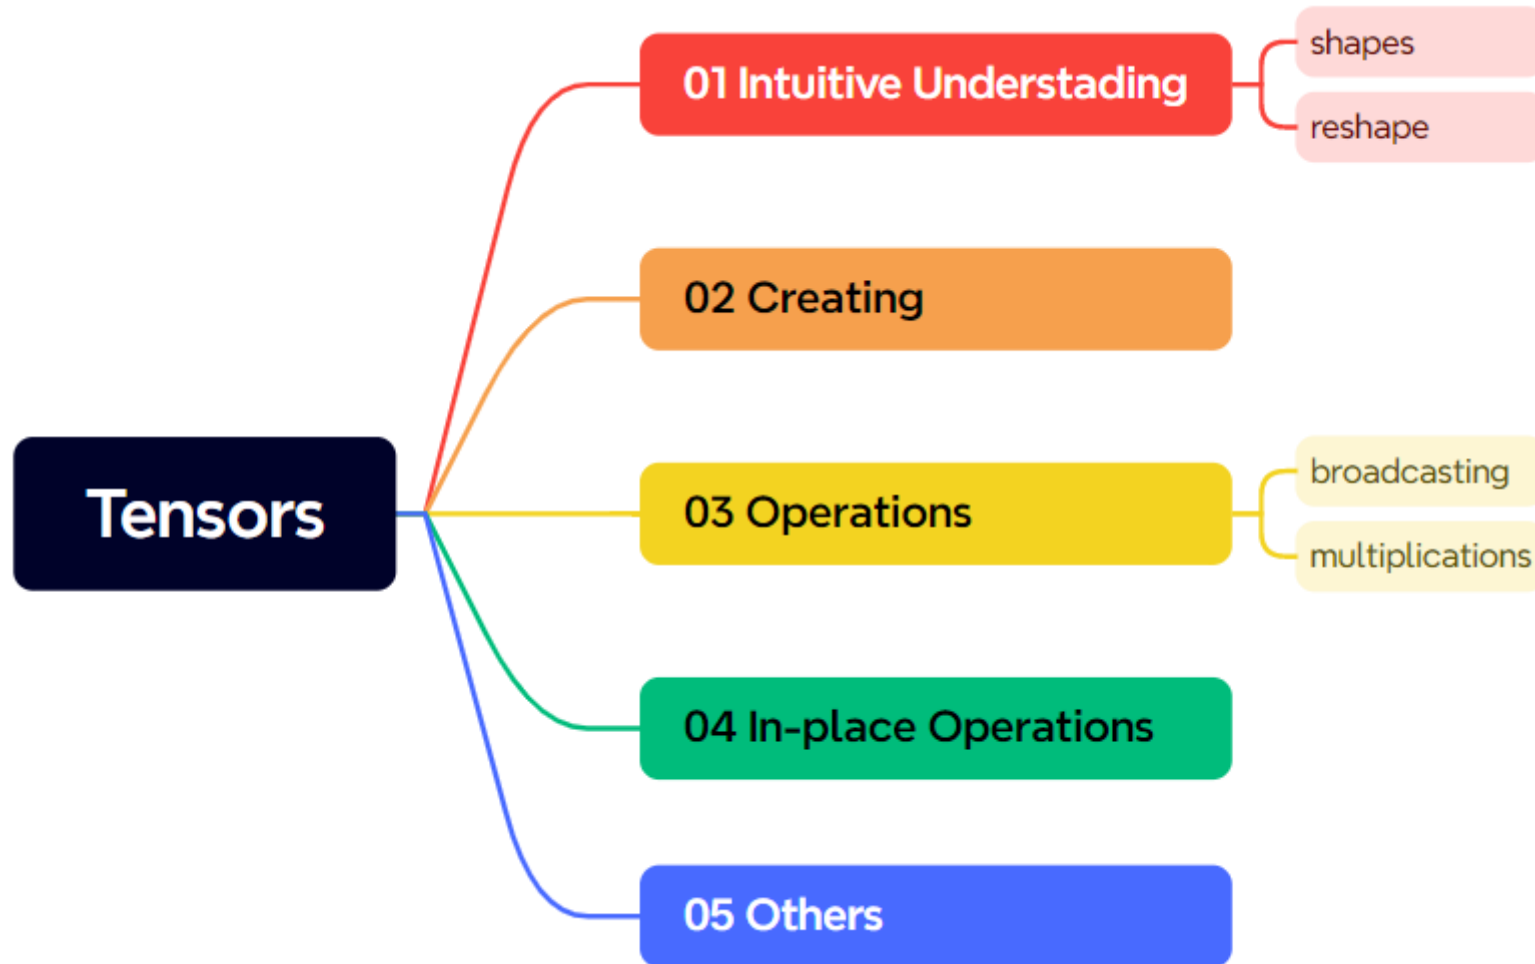 Tensors
01 Intuitive Understading
shapes
reshape
02 Creating
03 Operations
broadcasting
multiplications
04 In-place Operations
05 Others